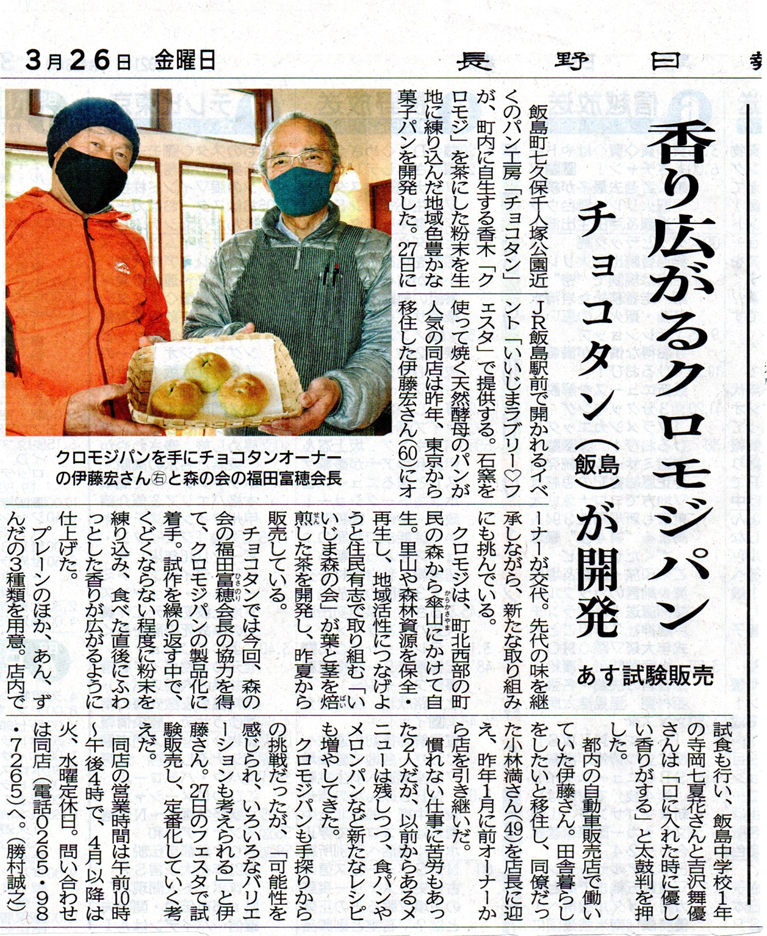 3月26日 金曜日
長野日報
香り広がるクロモジパン
チョコタン(飯島)が開発
あす試験販売
飯島町七久保千人塚公園近
くのパン工房「チョコタン」
が、町内に自生する香木「ク
ロモジ」を茶にした粉末を生
地に練り込んだ地域色豊かな
菓子パンを開発した。27日に
JR飯島駅前で開かれるイベ
ント「いいじまラブリー♡フ
ェスタ」で提供する。石窯を
使って焼く天然酵母のパンが
人気の同店は昨年、東京から
移住した伊藤宏さん(60)にオ
クロモジパンを手にチョコタンオーナー
の伊藤宏さん㊨と森の会の福田富穂会長
ーナーが交代。先代の味を継
承しながら、新たな取り組み
にも挑んでいる。
クロモジは、町北西部の町
民の森から傘山にかけて自
からかさやま
生。里山や森林資源を保全・
再生し、地域活性につなげよ
うと住民有志で取り組む「い
いじま森の会」が葉と茎を焙
ばい
煎した茶を開発し、昨夏から
せん
販売している。
チョコタンでは今回、森の
会の福田富穂会長の協力を得
ひさのり
て、クロモジパンの製品化に
着手。試作を繰り返す中で、
くどくならない程度に粉末を
練り込み、食べた直後にふわ
っとした香りが広がるように
仕上げた。
プレンのほか、あん、ず
んだの3種類を用意。店内で
試食も行い、飯島中学校1年
の寺岡七夏花さんと吉沢舞優
さんは「口に入れた時に優し
い香りがする」と太鼓判を押
した。
都内の自動車販売店で働い
ていた伊藤さん。田舎暮らし
をしたいと移住し、同僚だっ
た小林満さん(49)を店長に迎
え、昨年1月に前オーナーか
ら店を引き継いだ。
慣れない仕事に苦労もあっ
た2人だが、以前からあるメ
ニューは残しつつ、食パンや
メロンパンなど新たなレシピ
も増やしてきた。
クロモジパンも手探りから
の挑戦だったが、「可能性を
感じられ、いろいろなバリエ
ーションも考えられる」と伊
藤さん。27日のフェスタで試
験販売し、定番化していく考
えだ。
同店の営業時間は午前10時
〜午後4時で、4月以降は
火、水曜定休日。問い合わせ
は同店(電話0265・98
・7265)へ。(勝村誠之)